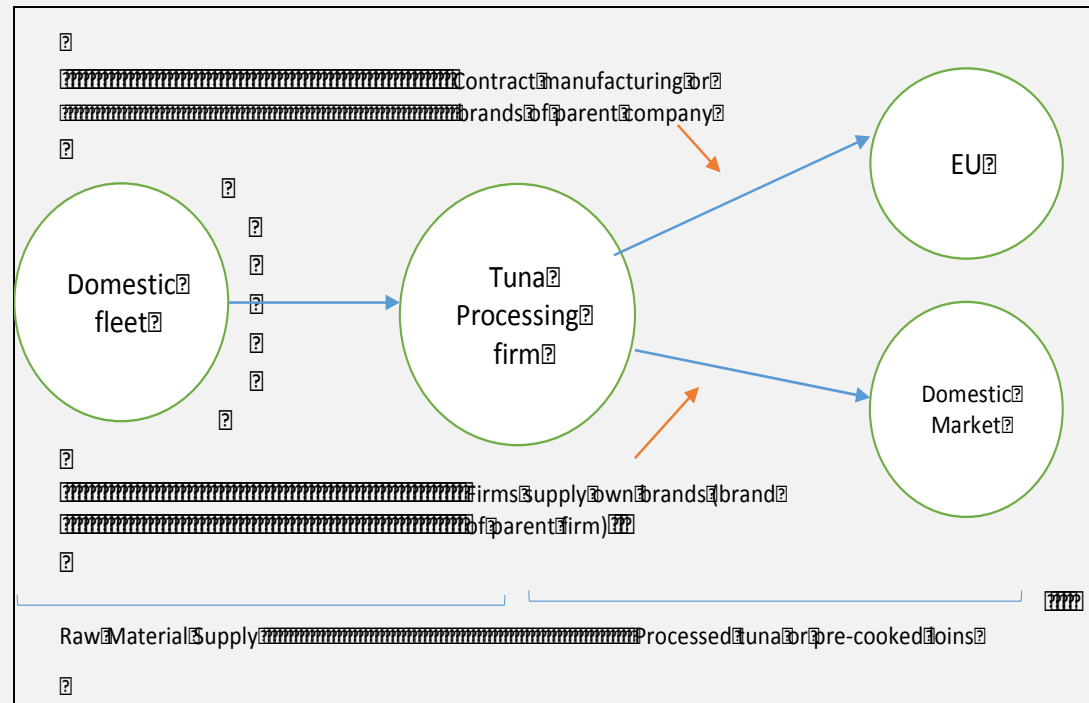 Contract manufacturing or
brands of parent company
EU
Domestic
fleet
Tuna
Processing
firm
Domestic
Market
Firms supply own brands (brand
of parent firm)
Raw Material Supply Processed tuna or pre-cooked loins